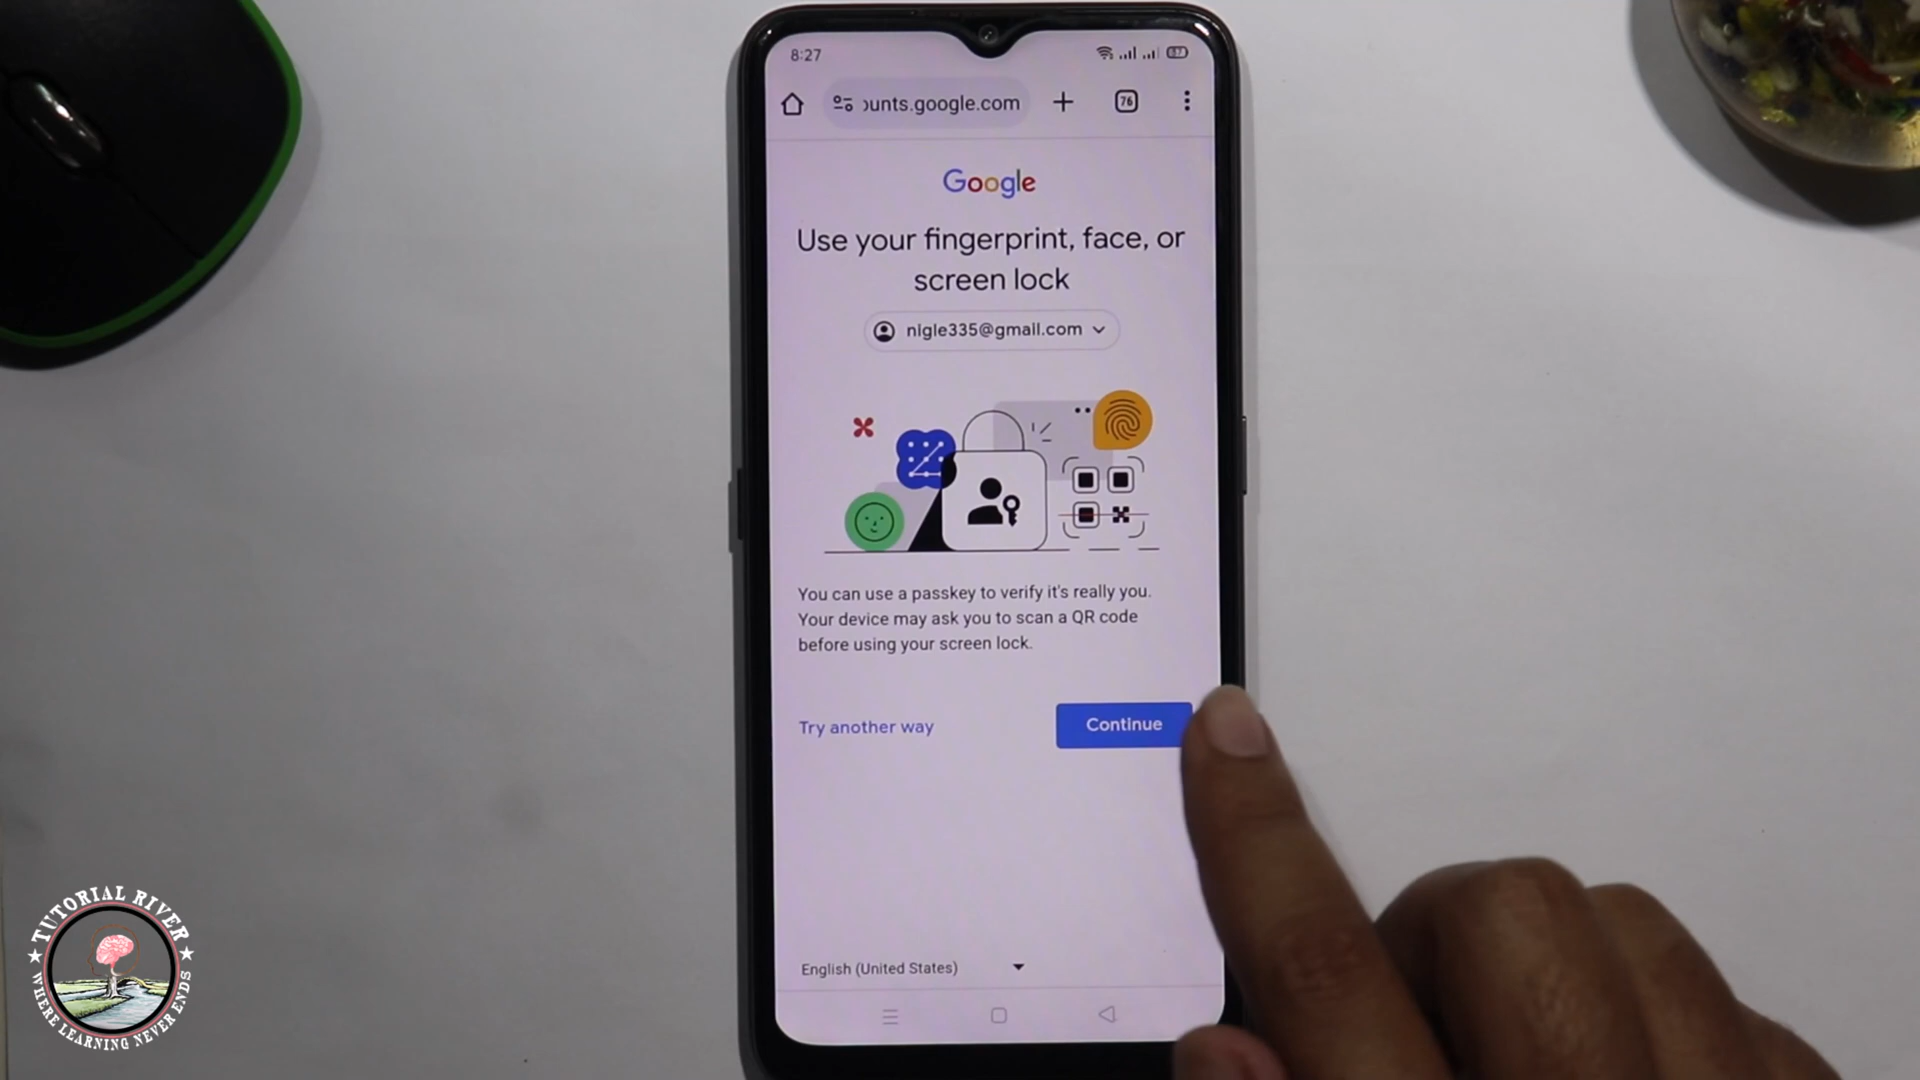 8:27
87
ounts.google.com
76
Google
Use your fingerprint, face, or
screen lock
nigle335@gmail.com
You can use a passkey to verify it's really you.
Your device may ask you to scan a QR code
before using your screen lock.
Try another way
Continue
English (United States)
TUTORIAL RIVER
WHERE LEARNING NEVER ENDS